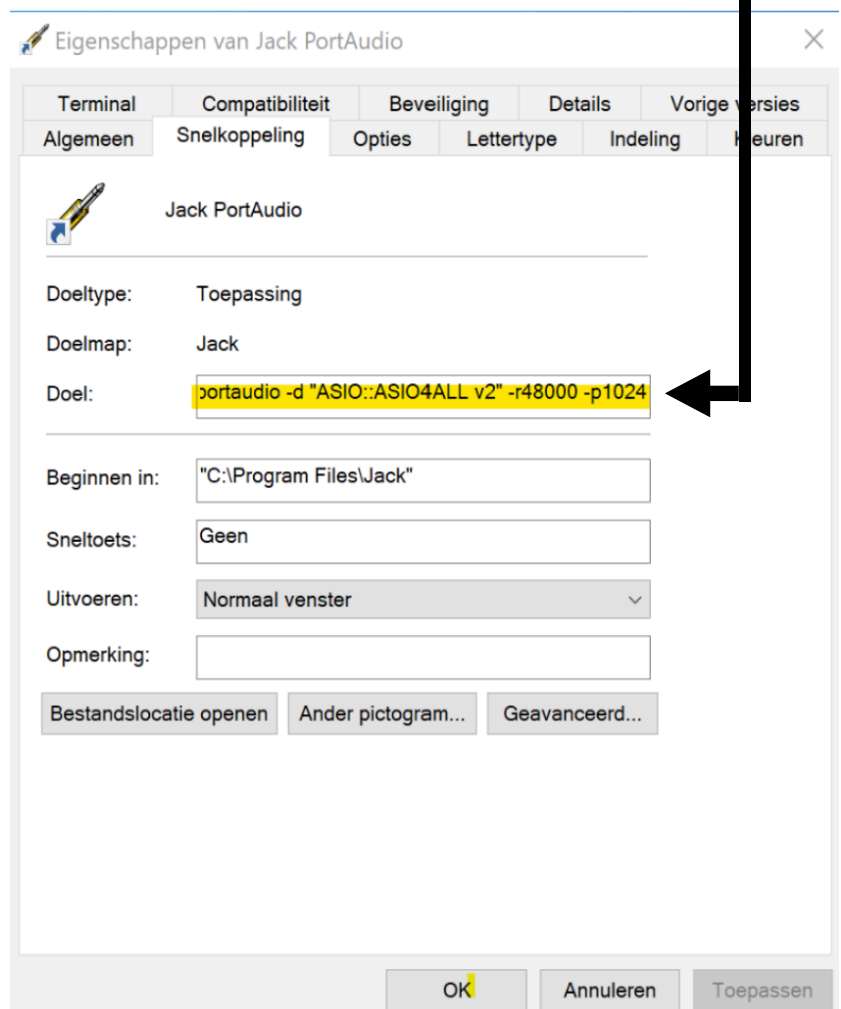 Eigenschappen van Jack PortAudio
Terminal Compatibiliteit Beveiliging Details Vorige versies
Algemeen Snelkoppeling Opties Lettertype Indeling Kleuren
Jack PortAudio
Doeltype: Toepassing
Doelmap: Jack
Doel: portaudio -d "ASIO::ASIO4ALL v2" -r48000 -p1024
Beginnen in: "C:\Program Files\Jack"
Sneltoets: Geen
Uitvoeren: Normaal venster
Opmerking:
Bestandslocatie openen Ander pictogram... Geavanceerd...
OK Annuleren Toepassen